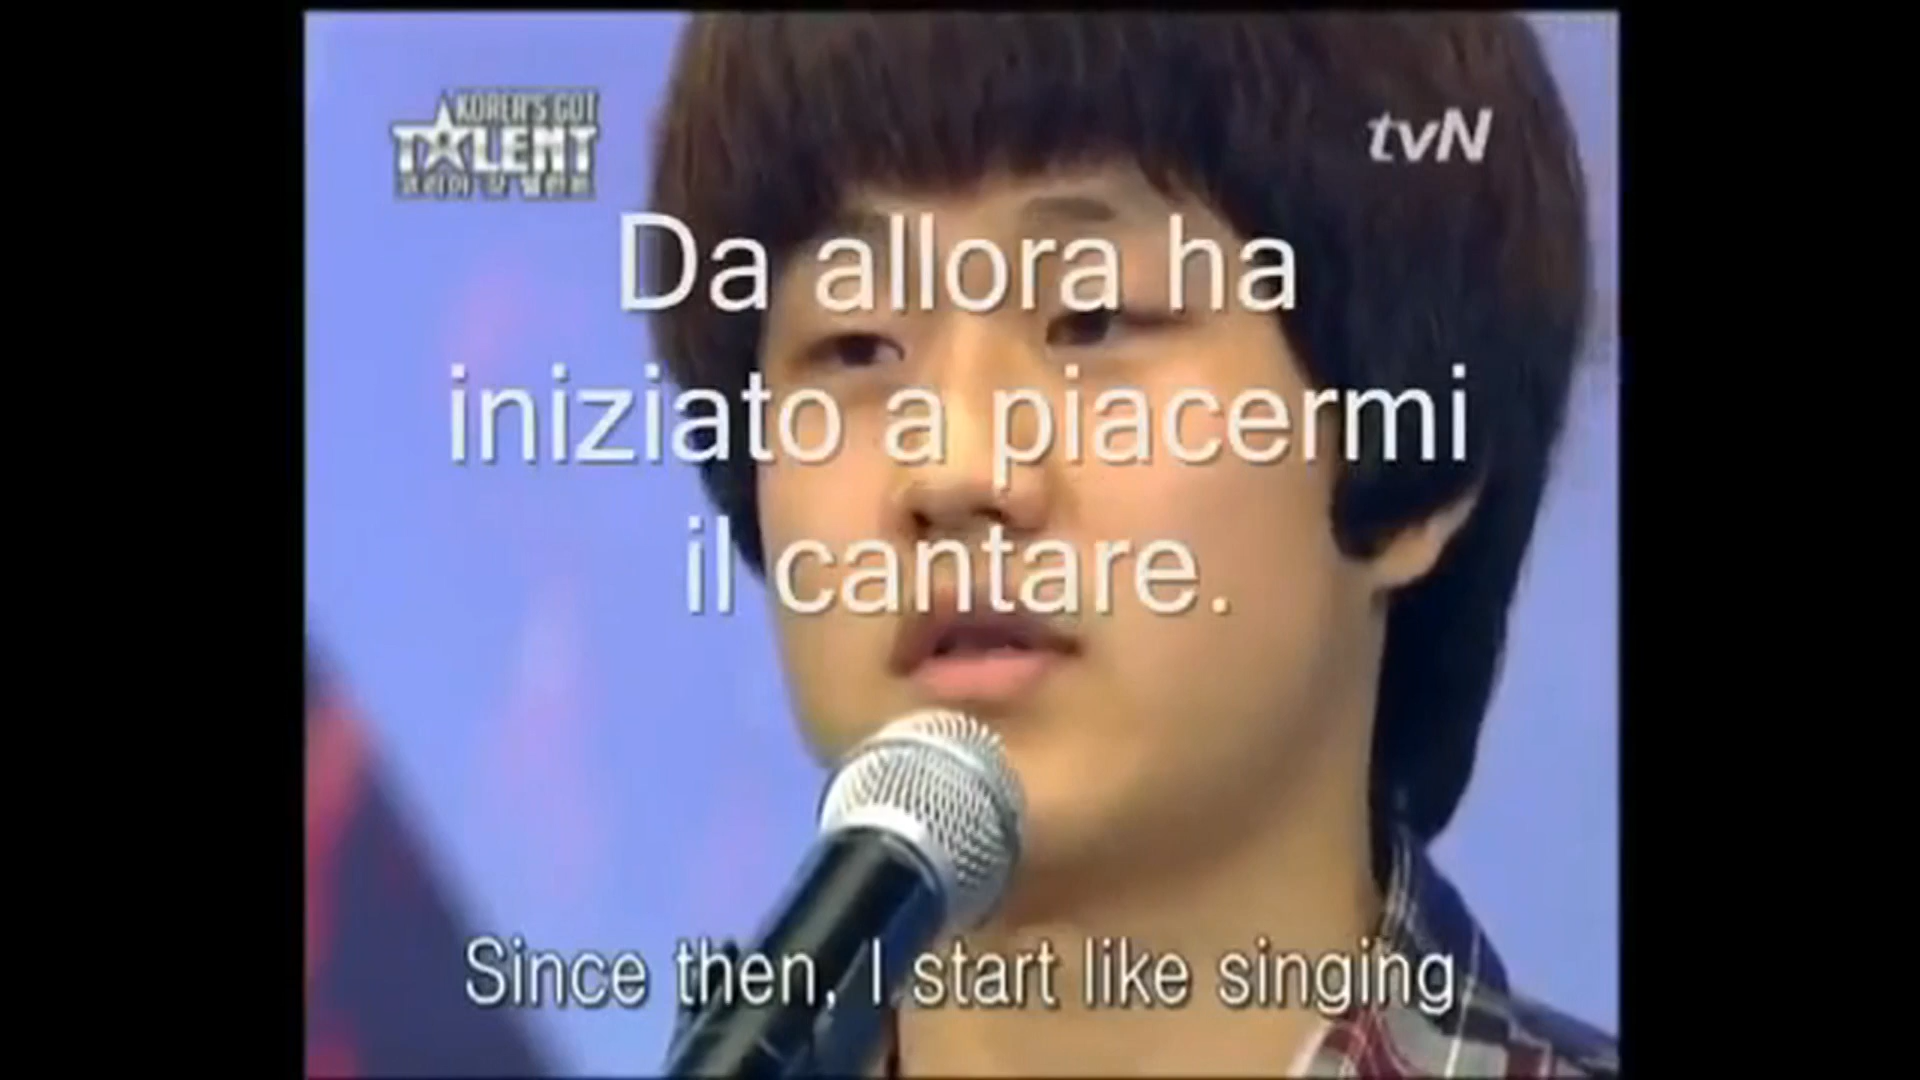 KOREA'S GOT
TALENT
tvN
Da allora ha
iniziato a piacermi
il cantare.
Since then, I start like singing